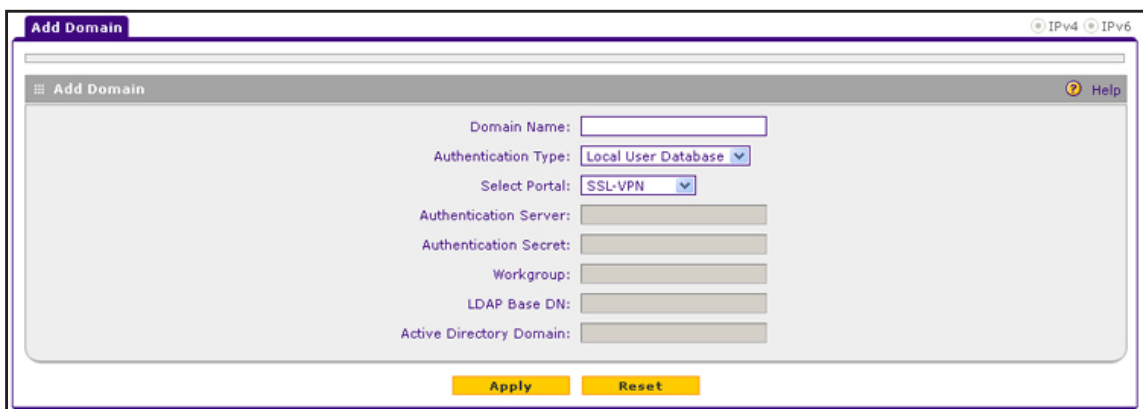 Add Domain
IPv4 IPv6
Add Domain
Help
Domain Name:
Authentication Type: Local User Database
Select Portal: SSL-VPN
Authentication Server:
Authentication Secret:
Workgroup:
LDAP Base DN:
Active Directory Domain:
Apply Reset